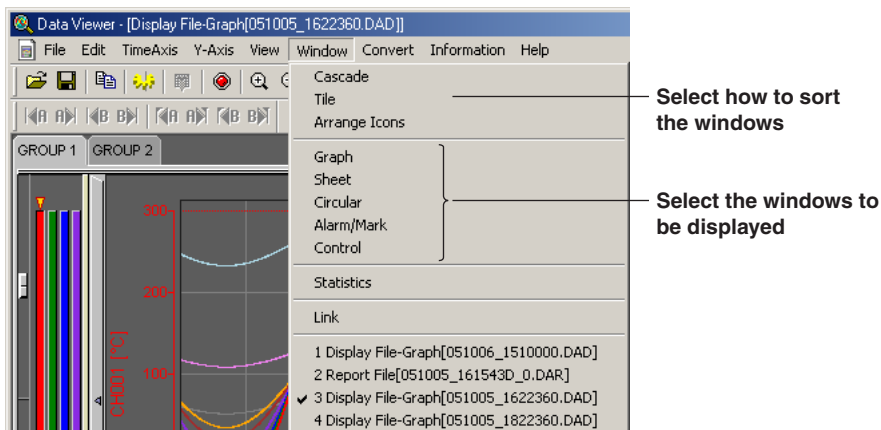 Data Viewer - [Display File-Graph[051005_1622360.DAD]]
File Edit TimeAxis Y-Axis View Window Convert Information Help
A A B B A A B B
GROUP 1 GROUP 2
Cascade
Tile
Arrange Icons
Graph
Sheet
Circular
Alarm/Mark
Control
Statistics
Link
1 Display File-Graph[051006_1510000.DAD]
2 Report File[051005_161543D_0.DAR]
3 Display File-Graph[051005_1622360.DAD]
4 Display File-Graph[051005_1822360.DAD]
300
200
100
CH001 [°C]
Select how to sort
the windows
Select the windows to
be displayed